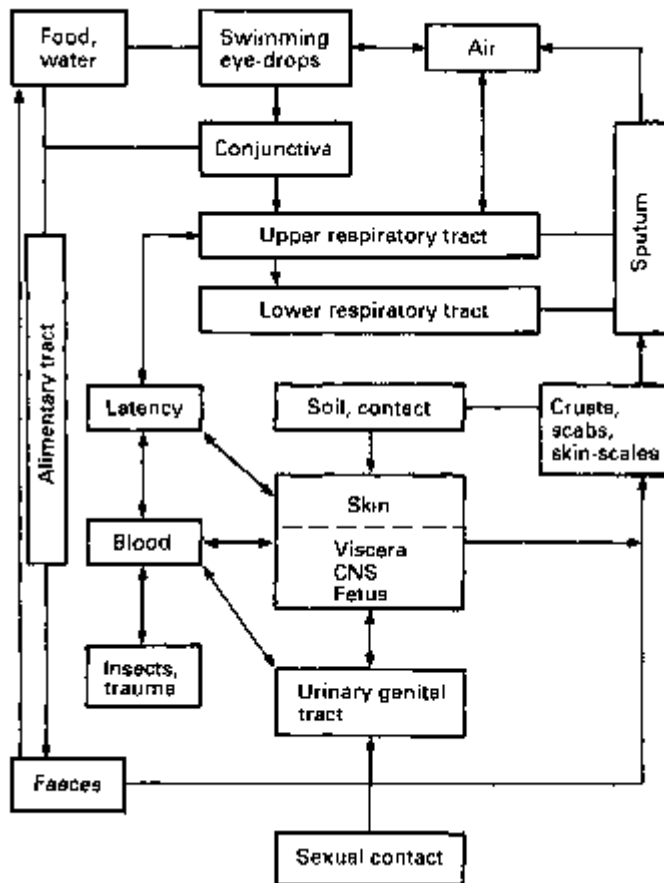 Food,
water
Swimming
eye-drops
Air
Conjunctiva
Upper respiratory tract
Sputum
Lower respiratory tract
Alimentary tract
Latency
Soil, contact
Crusts,
scabs,
skin-scales
Skin
Blood
Viscera
CNS
Fetus
Insects,
traume
Urinary genital
tract
Faeces
Sexual contact